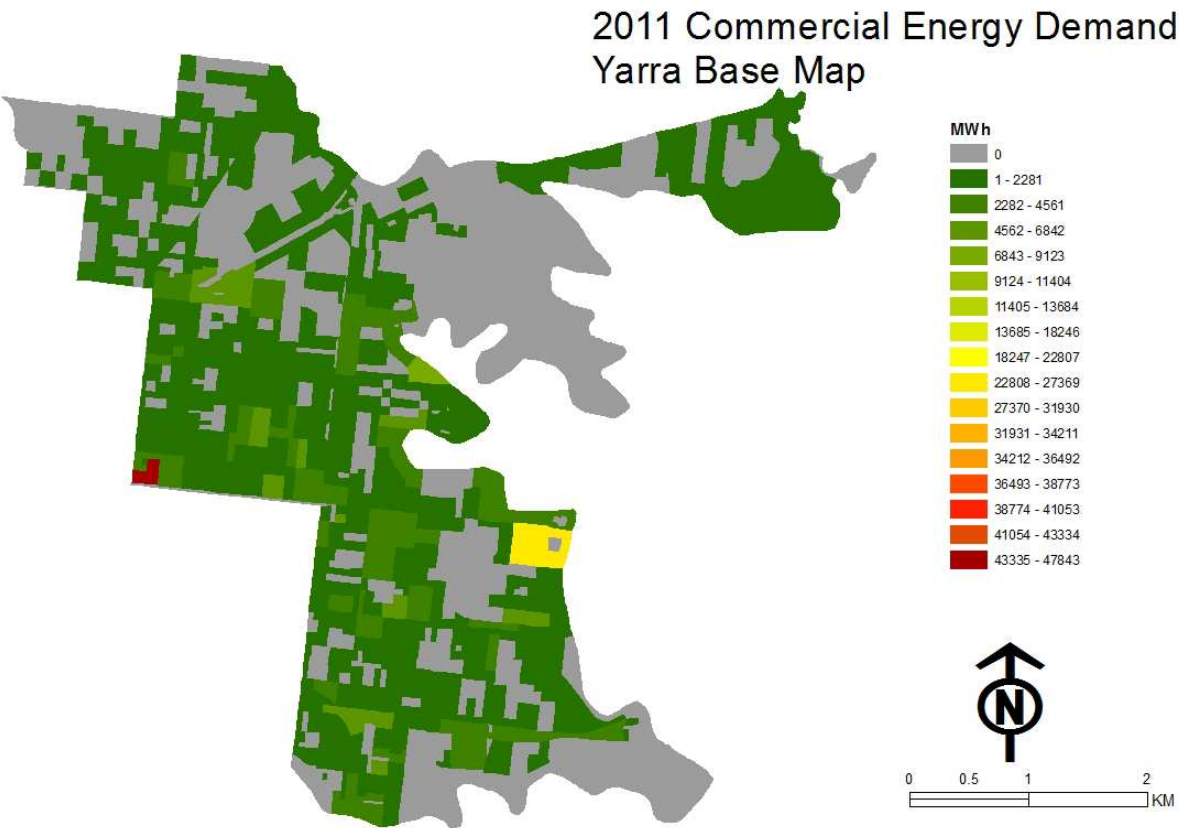 2011 Commercial Energy Demand
Yarra Base Map
MWh
0
1 - 2281
2282 - 4561
4562 - 6842
6843 - 9123
9124 - 11404
11405 - 13684
13685 - 18246
18247 - 22807
22808 - 27369
27370 - 31930
31931 - 34211
34212 - 36492
36493 - 38773
38774 - 41053
41054 - 43334
43335 - 47843
N
0 0.5 1 2
KM